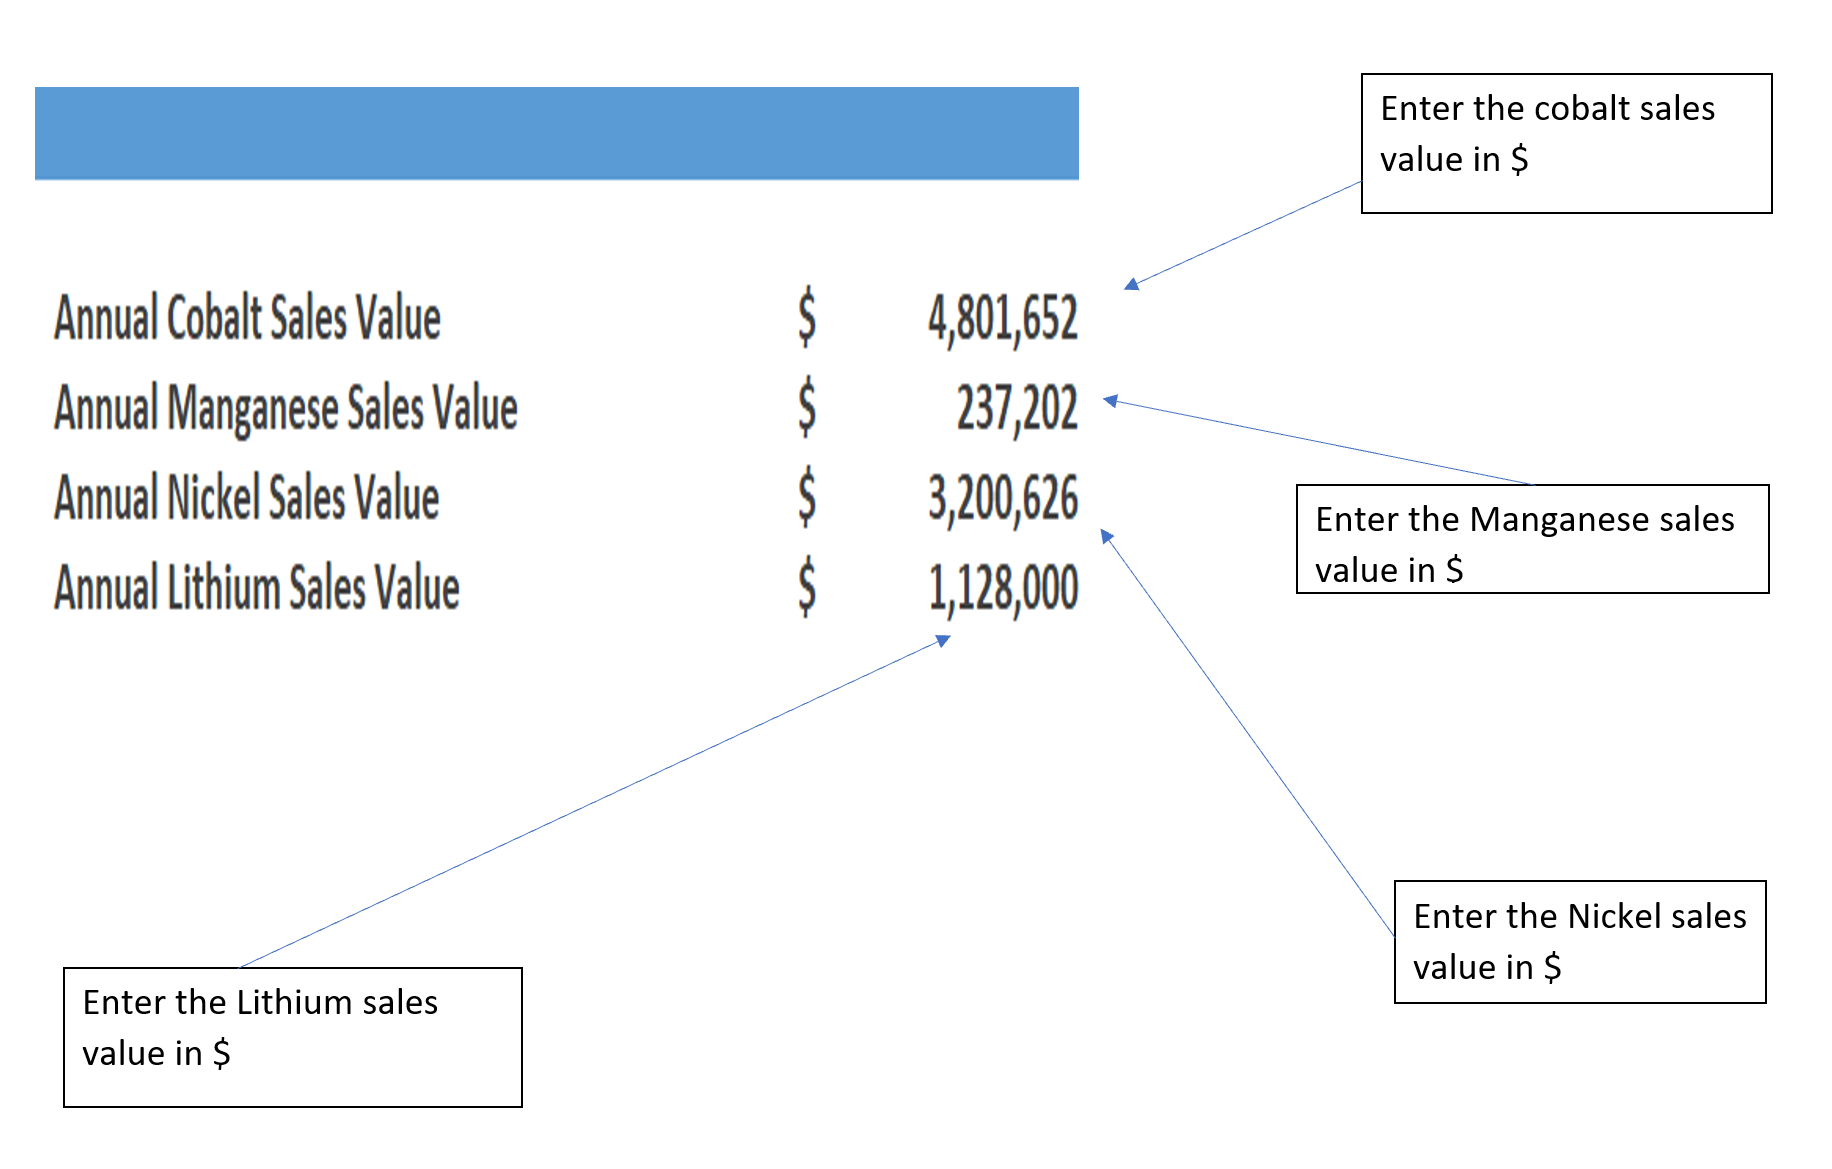 Enter the cobalt sales
value in $
Annual Cobalt Sales Value $ 4,801,652
Annual Manganese Sales Value $ 237,202
Annual Nickel Sales Value $ 3,200,626
Annual Lithium Sales Value $ 1,128,000
Enter the Manganese sales
value in $
Enter the Nickel sales
value in $
Enter the Lithium sales
value in $